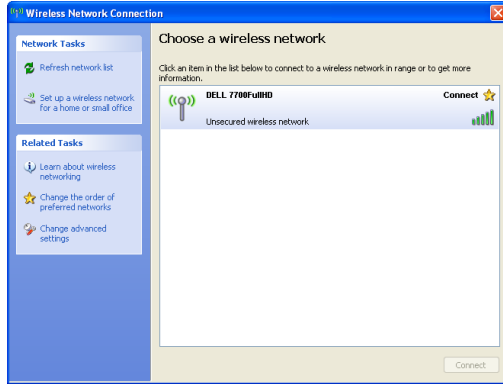 Wireless Network Connection
Network Tasks
Refresh network list
Set up a wireless network
for a home or small office
Related Tasks
Learn about wireless
networking
Change the order of
preferred networks
Change advanced
settings
Choose a wireless network
Click an item in the list below to connect to a wireless network in range or to get more
information.
DELL 7700FullHD
Connect
Unsecured wireless network
Connect